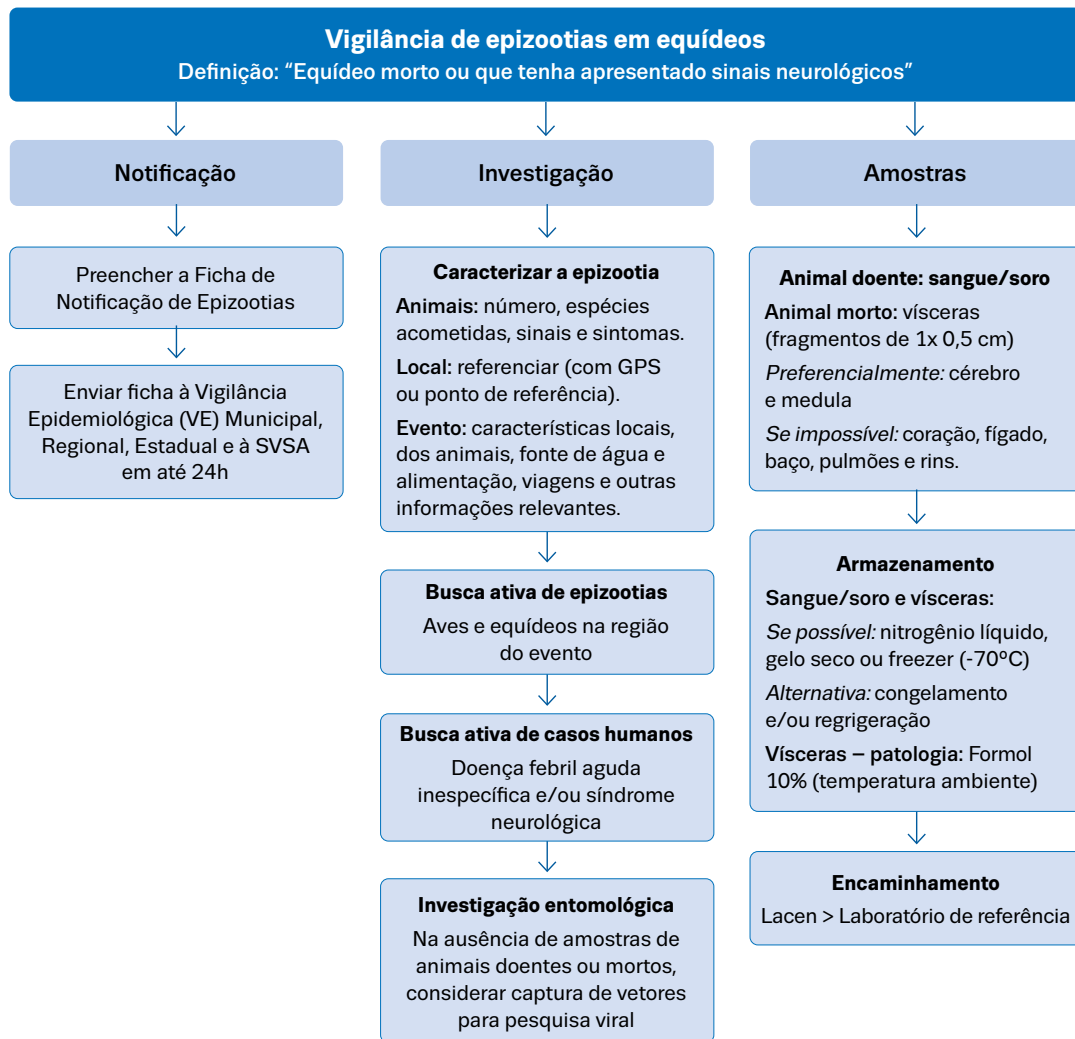 Vigilância de epizootias em equídeos
Definição: “Equídeo morto ou que tenha apresentado sinais neurológicos”
Notificação
Preencher a Ficha de
Notificação de Epizootias
Enviar ficha à Vigilância
Epidemiológica (VE) Municipal,
Regional, Estadual e à SVSA
em até 24h
Investigação
Caracterizar a epizootia
Animais: número, espécies
acometidas, sinais e sintomas.
Local: referenciar (com GPS
ou ponto de referência).
Evento: características locais,
dos animais, fonte de água e
alimentação, viagens e outras
informações relevantes.
Busca ativa de epizootias
Aves e equídeos na região
do evento
Busca ativa de casos humanos
Doença febril aguda
inespecífica e/ou síndrome
neurológica
Investigação entomológica
Na ausência de amostras de
animais doentes ou mortos,
considerar captura de vetores
para pesquisa viral
Amostras
Animal doente: sangue/soro
Animal morto: vísceras
(fragmentos de 1x 0,5 cm)
Preferencialmente: cérebro
e medula
Se impossível: coração, fígado,
baço, pulmões e rins.
Armazenamento
Sangue/soro e vísceras:
Se possível: nitrogênio líquido,
gelo seco ou freezer (-70ºC)
Alternativa: congelamento
e/ou regrigeração
Vísceras – patologia: Formol
10% (temperatura ambiente)
Encaminhamento
Lacen > Laboratório de referência